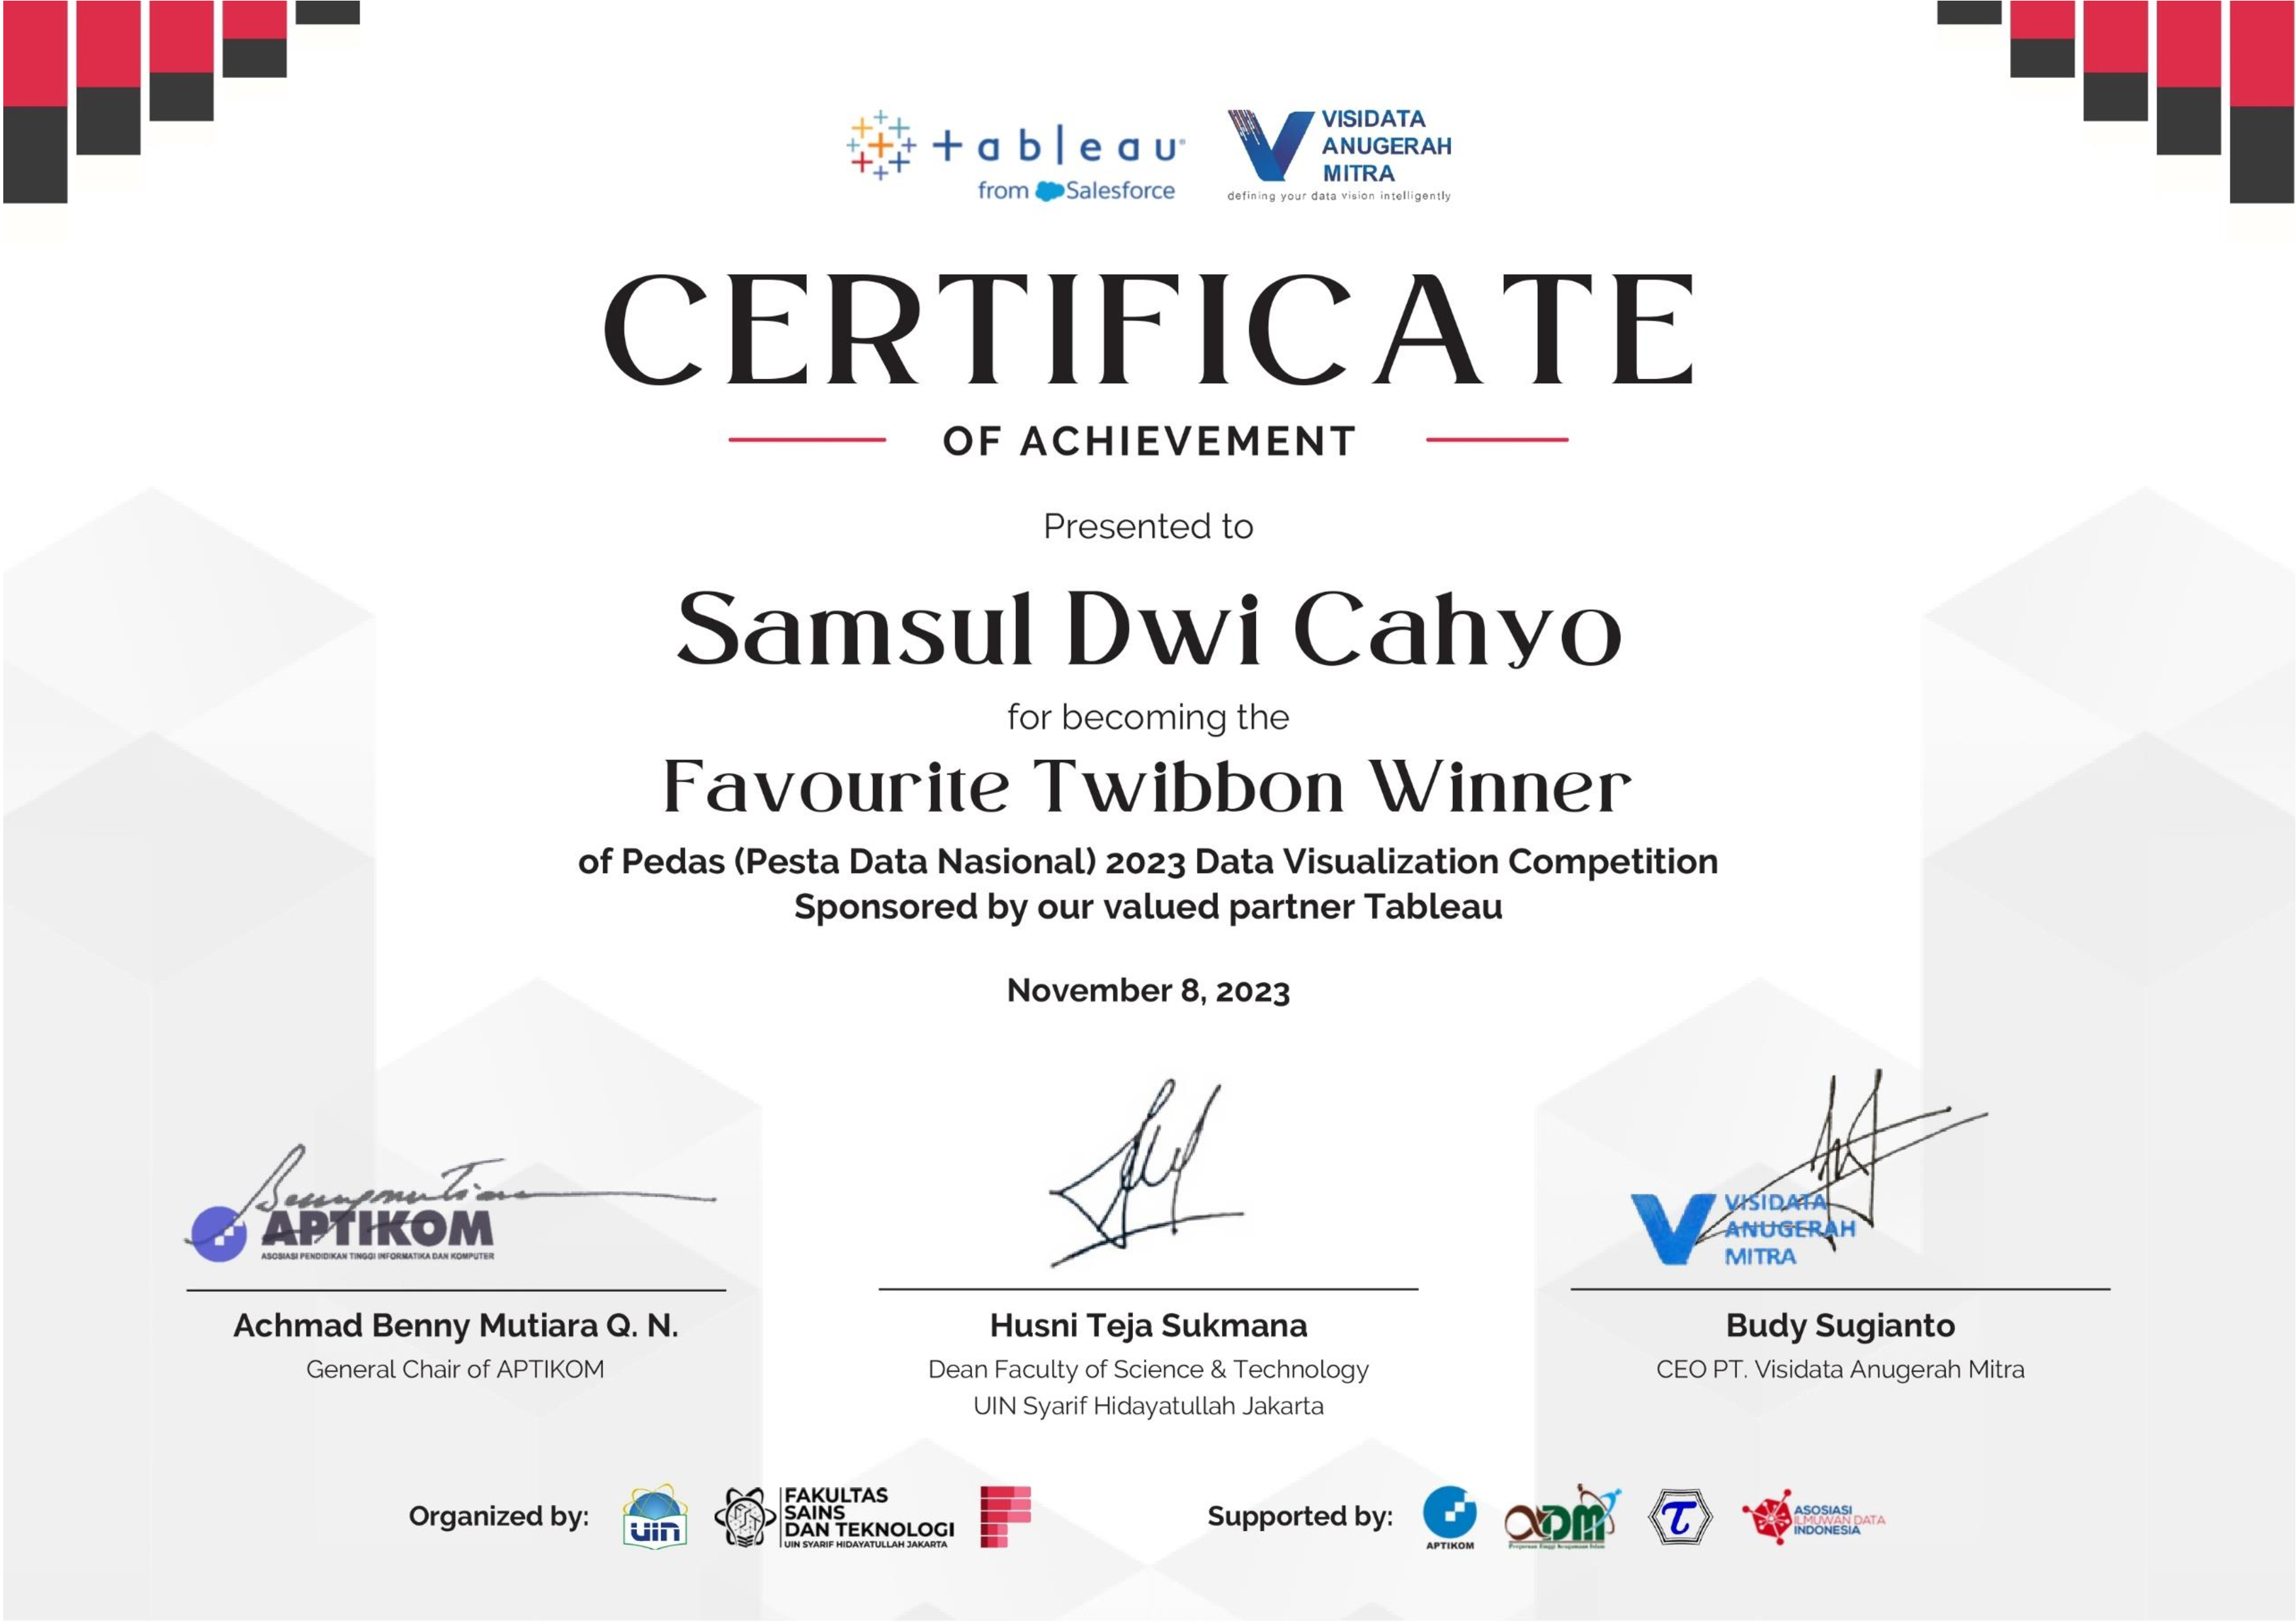 +ableau
from Salesforce
VISIDATA
ANUGERAH
MITRA
defining your data vision intelligently
CERTIFICATE
OF ACHIEVEMENT
Presented to
Samsul Dwi Cahyo
for becoming the
Favourite Twibbon Winner
of Pedas (Pesta Data Nasional) 2023 Data Visualization Competition
Sponsored by our valued partner Tableau
November 8, 2023
APTIKOM
ASOSIASI PENDIDIKAN TINGGI INFORMATIKA DAN KOMPUTER
VISIDATA
ANUGERAH
MITRA
Achmad Benny Mutiara Q. N.
General Chair of APTIKOM
Husni Teja Sukmana
Dean Faculty of Science & Technology
UIN Syarif Hidayatullah Jakarta
Budy Sugianto
CEO PT. Visidata Anugerah Mitra
Organized by:
uin
FAKULTAS
SAINS
DAN TEKNOLOGI
UIN SYARIF HIDAYATULLAH JAKARTA
Supported by:
APTIKOM
ASOSIASI
ILMUWAN DATA
INDONESIA